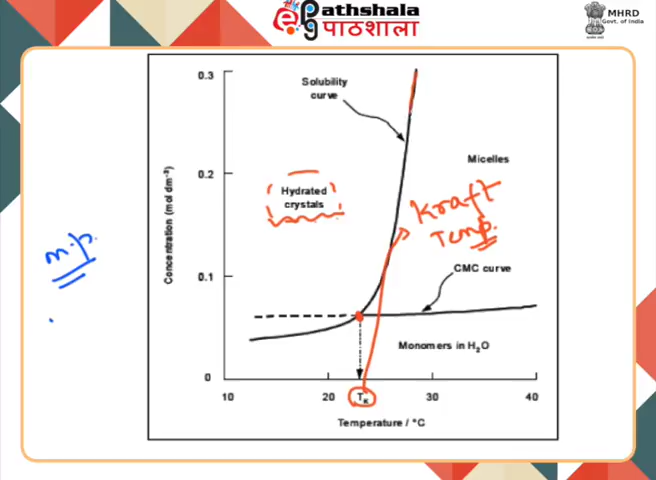 Pathshala
पाठशाला
MHRD
Govt. of India
0.3
0.2
0.1
0
Concentration (mol dm⁻³)
Solubility
curve
Micelles
Hydrated
crystals
Kraft
Temp.
m.p.
CMC curve
Monomers in H₂O
10
20
Tₖ
30
40
Temperature / °C